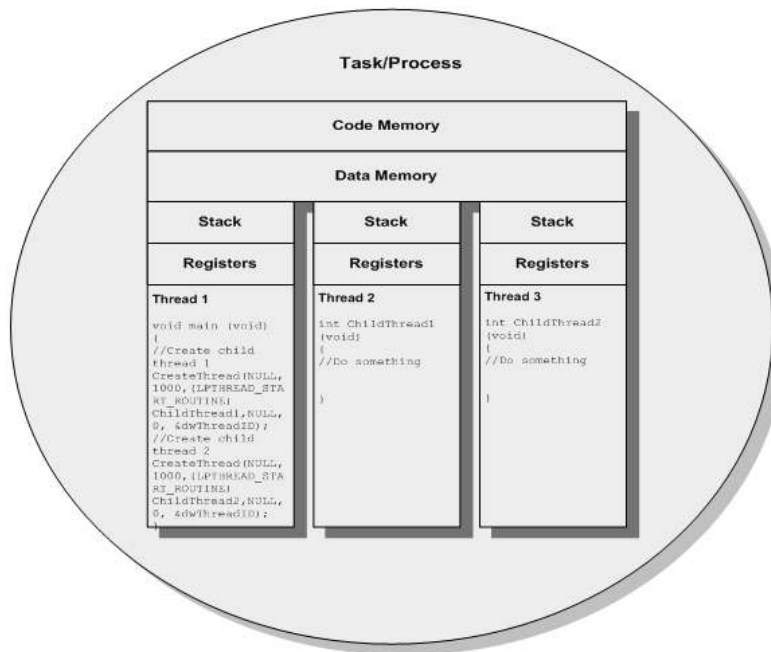 Task/Process
Code Memory
Data Memory
Stack
Registers
Thread 1
void main (void)
{
//Create child
thread 1
CreateThread(NULL,
1000,(LPTHREAD_STA
RT_ROUTINE)
ChildThread1,NULL,
0, &dwThreadID);
//Create child
thread 2
CreateThread(NULL,
1000,(LPTHREAD_STA
RT_ROUTINE)
ChildThread2,NULL,
0, &dwThreadID);
}
Stack
Registers
Thread 2
int ChildThread1
(void)
{
//Do something
}
Stack
Registers
Thread 3
int ChildThread2
(void)
{
//Do something
}